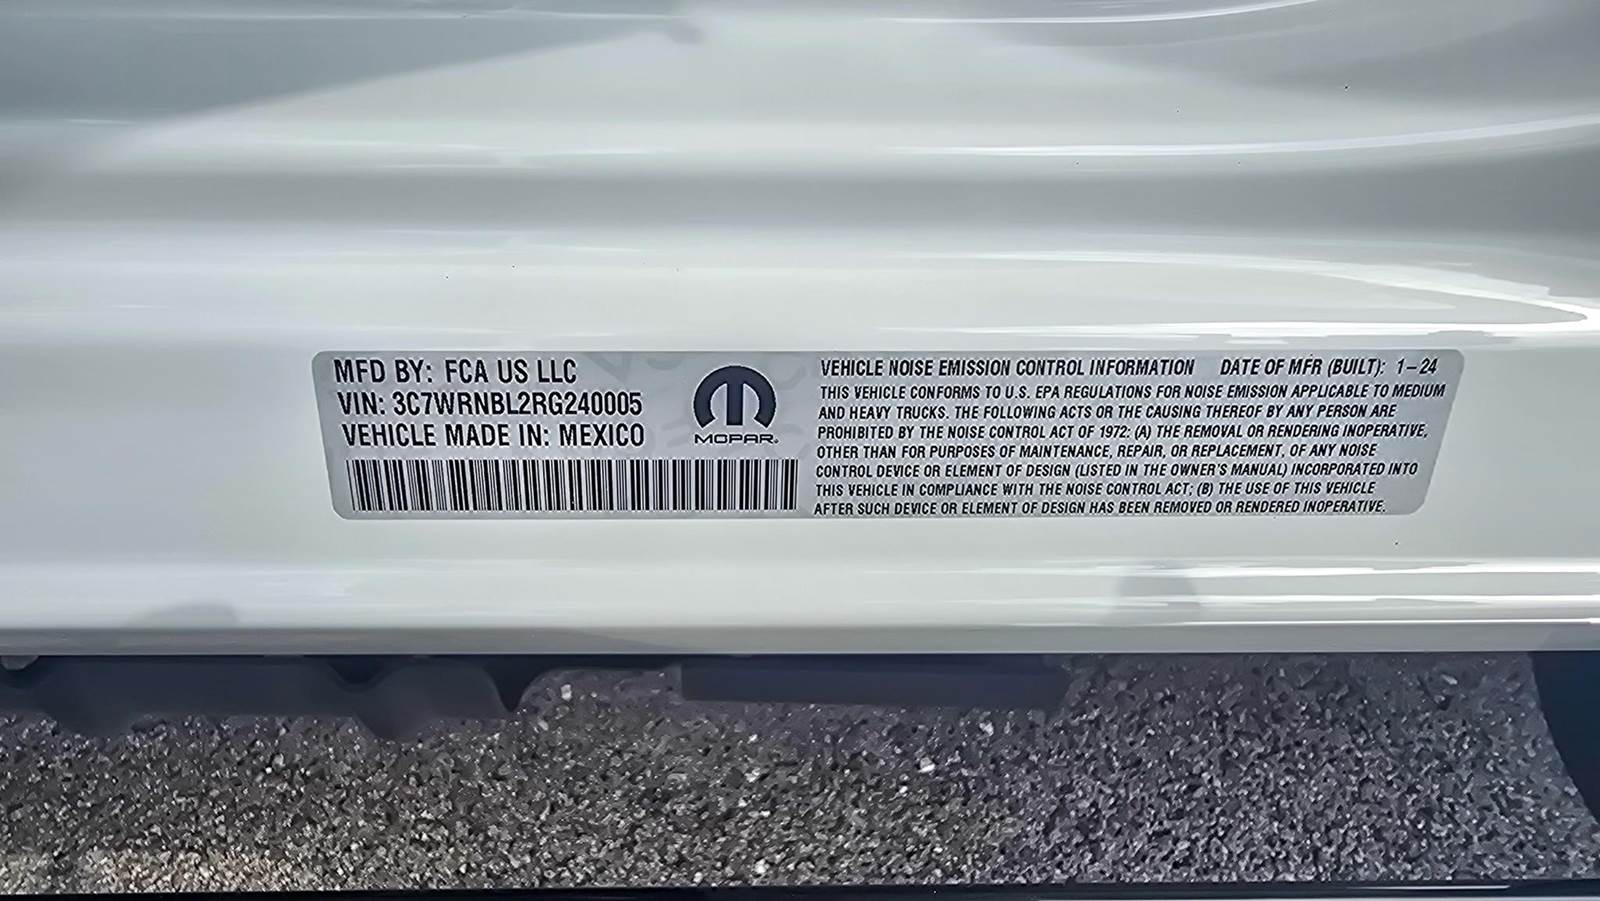 MFD BY: FCA US LLC
VIN: 3C7WRNBL2RG240005
VEHICLE MADE IN: MEXICO
MOPAR®
VEHICLE NOISE EMISSION CONTROL INFORMATION DATE OF MFR (BUILT): 1–24
THIS VEHICLE CONFORMS TO U.S. EPA REGULATIONS FOR NOISE EMISSION APPLICABLE TO MEDIUM
AND HEAVY TRUCKS. THE FOLLOWING ACTS OR THE CAUSING THEREOF BY ANY PERSON ARE
PROHIBITED BY THE NOISE CONTROL ACT OF 1972: (A) THE REMOVAL OR RENDERING INOPERATIVE,
OTHER THAN FOR PURPOSES OF MAINTENANCE, REPAIR, OR REPLACEMENT, OF ANY NOISE
CONTROL DEVICE OR ELEMENT OF DESIGN (LISTED IN THE OWNER'S MANUAL) INCORPORATED INTO
THIS VEHICLE IN COMPLIANCE WITH THE NOISE CONTROL ACT; (B) THE USE OF THIS VEHICLE
AFTER SUCH DEVICE OR ELEMENT OF DESIGN HAS BEEN REMOVED OR RENDERED INOPERATIVE.